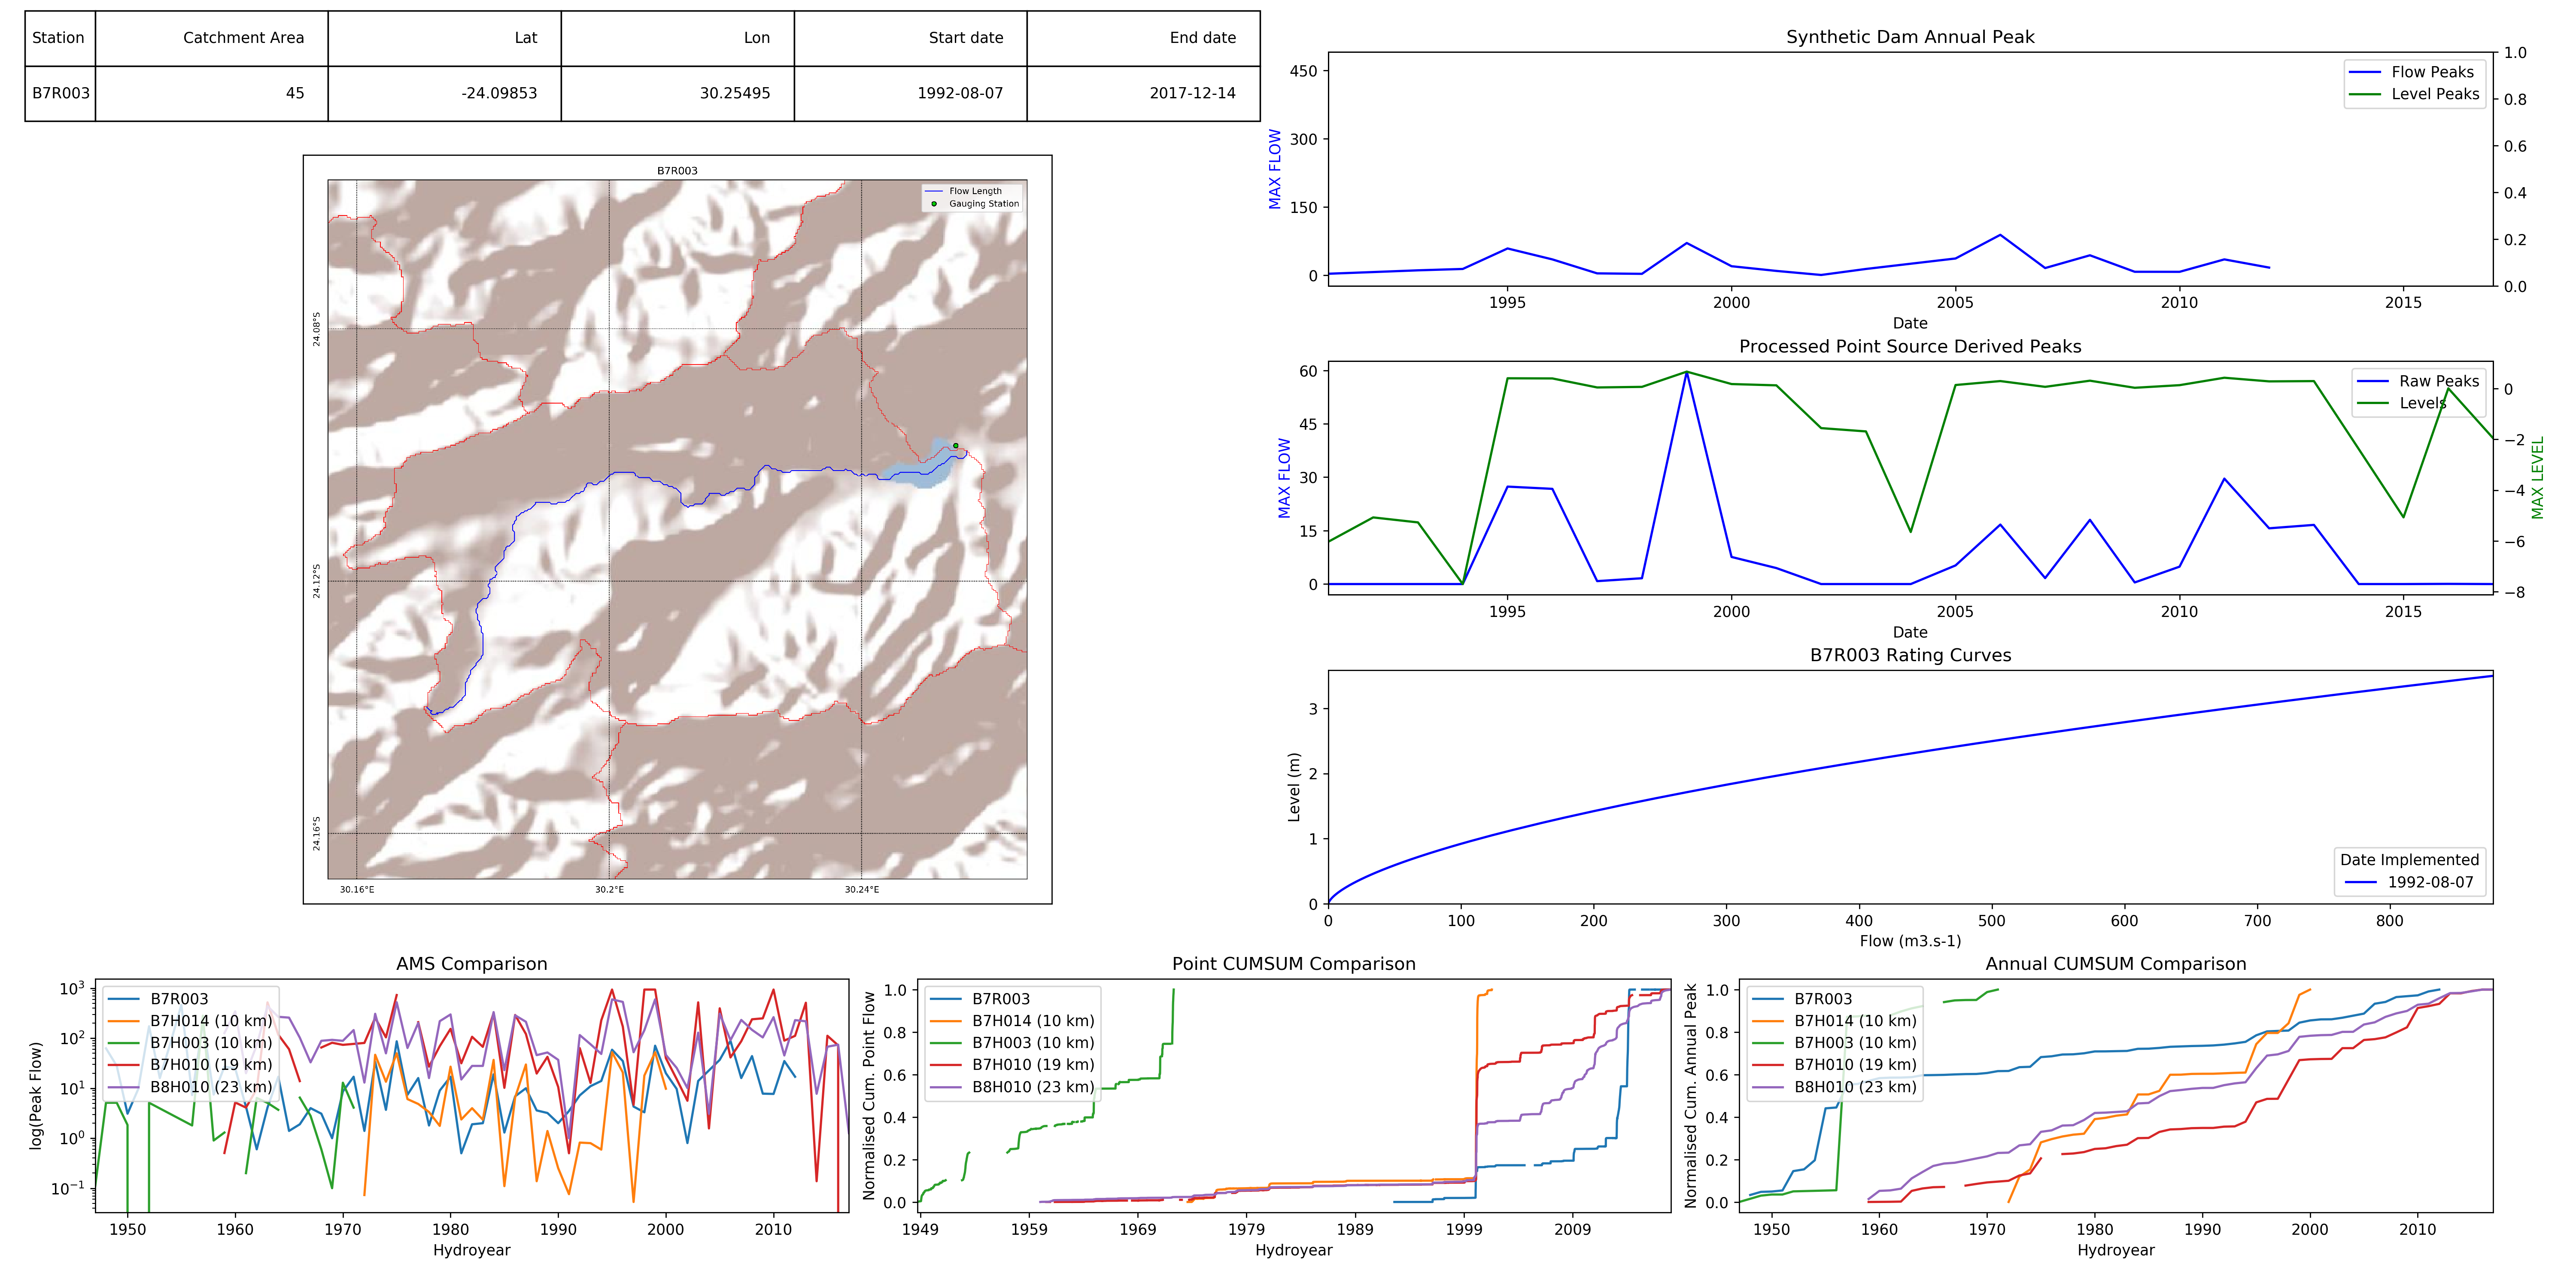 Station Catchment Area Lat Lon Start date End date
B7R003 45 -24.09853 30.25495 1992-08-07 2017-12-14
B7R003
Flow Length
Gauging Station
24.08°S
24.12°S
24.16°S
30.16°E 30.2°E 30.24°E
Synthetic Dam Annual Peak
Flow Peaks
Level Peaks
MAX FLOW
450
300
150
0
1.0
0.8
0.6
0.4
0.2
0.0
1995 2000 2005 2010 2015
Date
Processed Point Source Derived Peaks
Raw Peaks
Levels
MAX FLOW
60
45
30
15
0
0
−2
−4
−6
−8
MAX LEVEL
1995 2000 2005 2010 2015
Date
B7R003 Rating Curves
Level (m)
3
2
1
0
Date Implemented
1992-08-07
0 100 200 300 400 500 600 700 800
Flow (m3.s-1)
AMS Comparison
B7R003
B7H014 (10 km)
B7H003 (10 km)
B7H010 (19 km)
B8H010 (23 km)
log(Peak Flow)
10³
10²
10¹
10⁰
10⁻¹
1950 1960 1970 1980 1990 2000 2010
Hydroyear
Point CUMSUM Comparison
B7R003
B7H014 (10 km)
B7H003 (10 km)
B7H010 (19 km)
B8H010 (23 km)
Normalised Cum. Point Flow
1.0
0.8
0.6
0.4
0.2
0.0
1949 1959 1969 1979 1989 1999 2009
Hydroyear
Annual CUMSUM Comparison
B7R003
B7H014 (10 km)
B7H003 (10 km)
B7H010 (19 km)
B8H010 (23 km)
Normalised Cum. Annual Peak
1.0
0.8
0.6
0.4
0.2
0.0
1950 1960 1970 1980 1990 2000 2010
Hydroyear